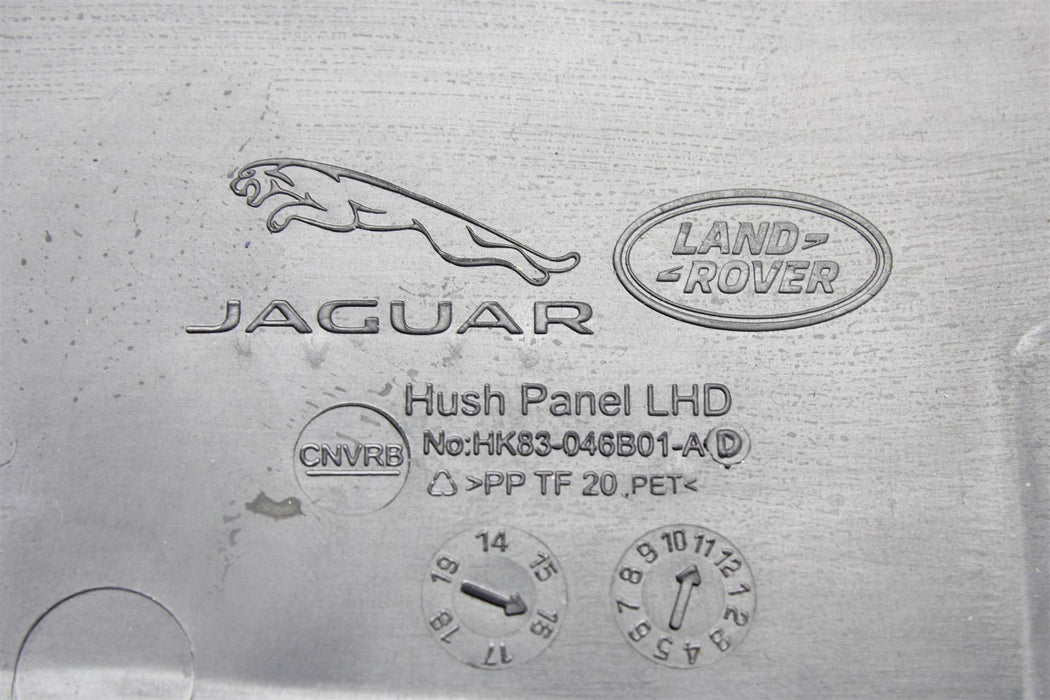 JAGUAR
LAND
ROVER
Hush Panel LHD
CNVRB
No:HK83-046B01-A D
>PP TF 20 ,PET<
14 15 16 17 18 19
1 2 3 4 5 6 7 8 9 10 11 12